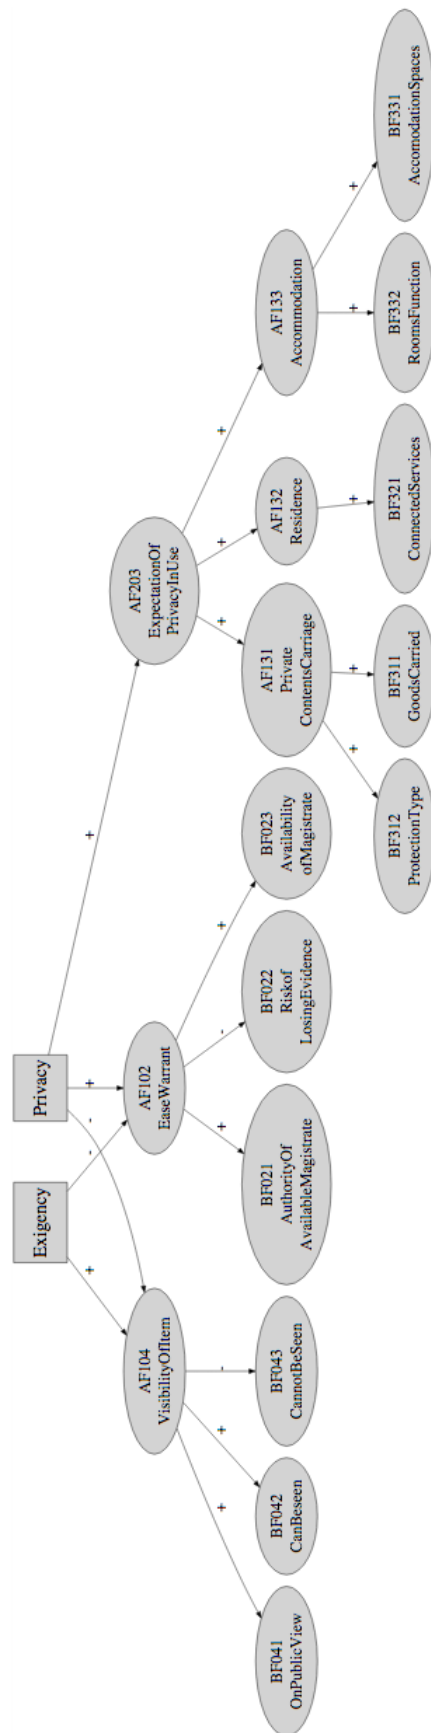 Exigency
Privacy
+
-
-
+
+
AF104
VisibilityOfItem
AF102
EaseWarrant
AF203
ExpectationOf
PrivacyInUse
+
+
-
+
-
+
+
+
+
BF041
OnPublicView
BF042
CanBeseen
BF043
CannotBeSeen
BF021
AuthorityOf
AvailableMagistrate
BF022
Riskof
LosingEvidence
BF023
Availability
ofMagistrate
AF131
Private
ContentsCarriage
AF132
Residence
AF133
Accommodation
+
+
+
+
+
BF312
ProtectionType
BF311
GoodsCarried
BF321
ConnectedServices
BF332
RoomsFunction
BF331
AccomodationSpaces